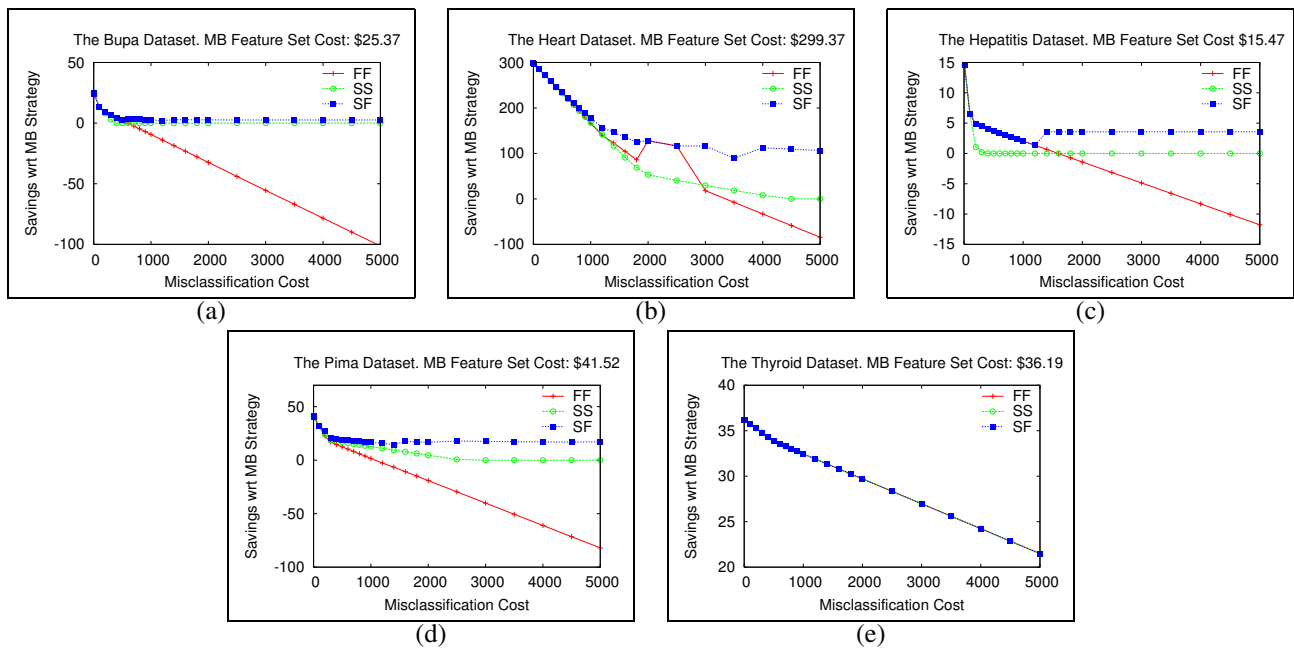 The Bupa Dataset. MB Feature Set Cost: $25.37
FF
SS
SF
Savings wrt MB Strategy
50
0
-50
-100
0 1000 2000 3000 4000 5000
Misclassification Cost
(a)
The Heart Dataset. MB Feature Set Cost: $299.37
FF
SS
SF
Savings wrt MB Strategy
300
200
100
0
-100
0 1000 2000 3000 4000 5000
Misclassification Cost
(b)
The Hepatitis Dataset. MB Feature Set Cost $15.47
FF
SS
SF
Savings wrt MB Strategy
15
10
5
0
-5
-10
-15
0 1000 2000 3000 4000 5000
Misclassification Cost
(c)
The Pima Dataset. MB Feature Set Cost: $41.52
FF
SS
SF
Savings wrt MB Strategy
50
0
-50
-100
0 1000 2000 3000 4000 5000
Misclassification Cost
(d)
The Thyroid Dataset. MB Feature Set Cost: $36.19
FF
SS
SF
Savings wrt MB Strategy
40
35
30
25
20
0 1000 2000 3000 4000 5000
Misclassification Cost
(e)